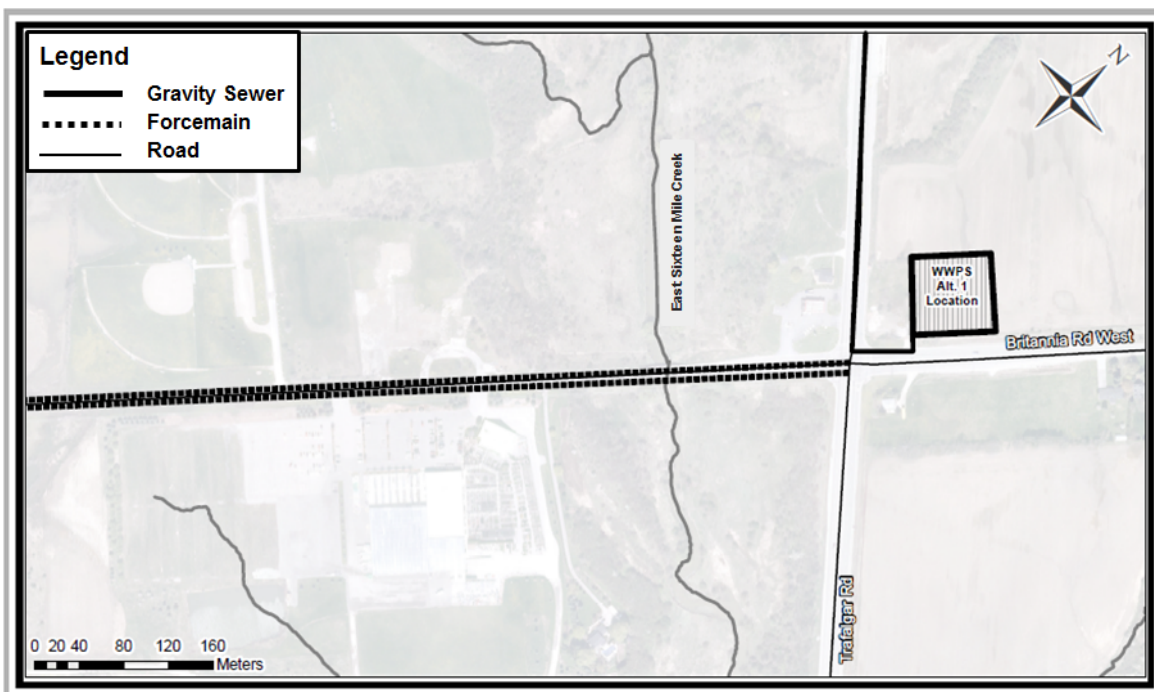 Legend
Gravity Sewer
Forcemain
Road
N
East Sixteen Mile Creek
WWPS
Alt. 1
Location
Britannia Rd West
Trafalgar Rd
0 20 40 80 120 160
Meters